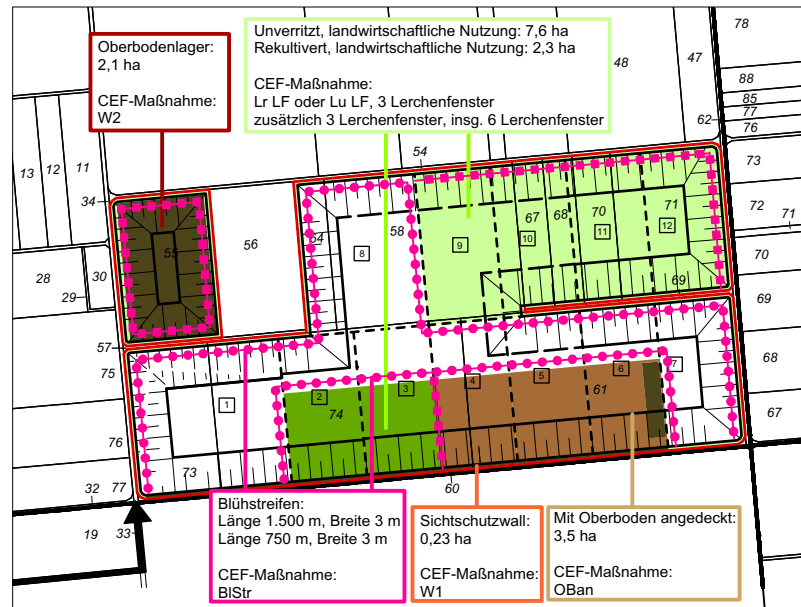 Oberbodenlager:
2,1 ha
CEF-Maßnahme:
W2
Unverritzt, landwirtschaftliche Nutzung: 7,6 ha
Rekultivert, landwirtschaftliche Nutzung: 2,3 ha
CEF-Maßnahme:
Lr LF oder Lu LF, 3 Lerchenfenster
zusätzlich 3 Lerchenfenster, insg. 6 Lerchenfenster
78
48
47
88
85
77
76
62
54
13
12
11
73
34
72
71
56
55
64
58
67
68
70
71
8
9
10
11
12
70
28
30
29
69
69
57
75
68
1
2
3
4
5
6
7
74
61
67
76
73
32
77
60
19
33
Blühstreifen:
Länge 1.500 m, Breite 3 m
Länge 750 m, Breite 3 m
CEF-Maßnahme:
BlStr
Sichtschutzwall:
0,23 ha
CEF-Maßnahme:
W1
Mit Oberboden angedeckt:
3,5 ha
CEF-Maßnahme:
OBan